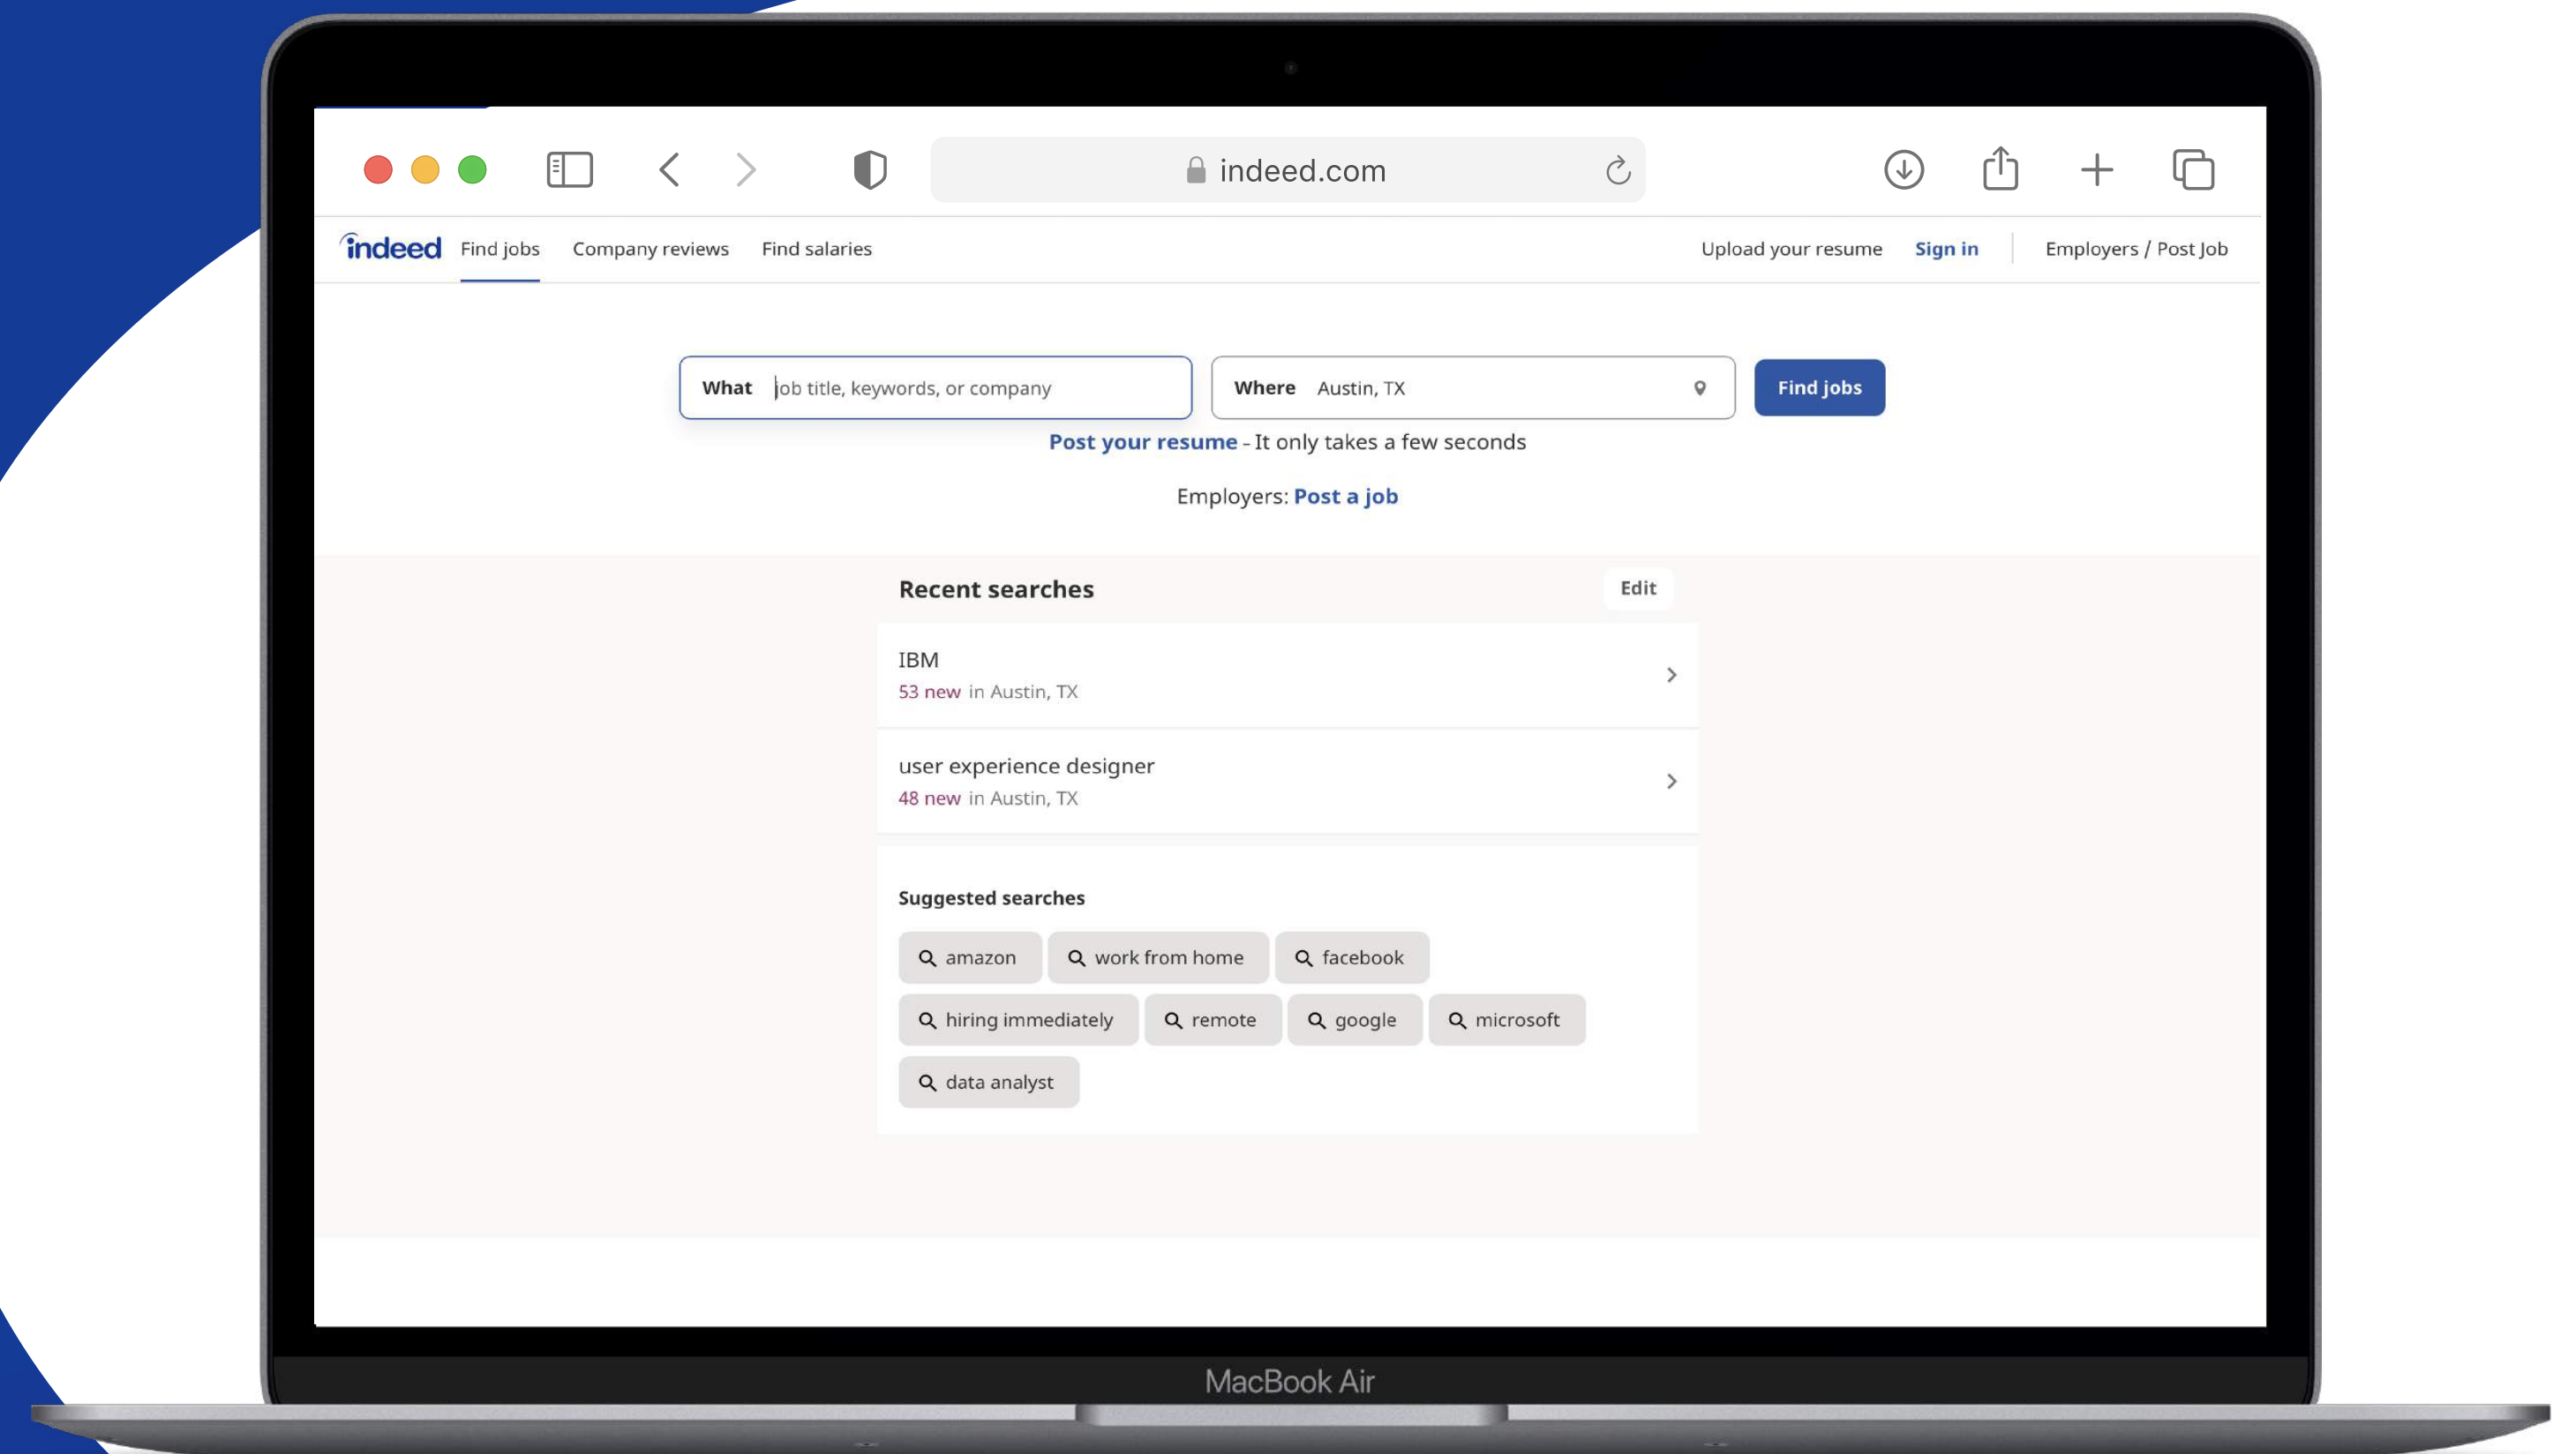 indeed.com
indeed Find jobs Company reviews Find salaries Upload your resume Sign in Employers / Post Job
What job title, keywords, or company Where Austin, TX Find jobs
Post your resume - It only takes a few seconds
Employers: Post a job
Recent searches Edit
IBM
53 new in Austin, TX
user experience designer
48 new in Austin, TX
Suggested searches
amazon work from home facebook
hiring immediately remote google microsoft
data analyst
MacBook Air